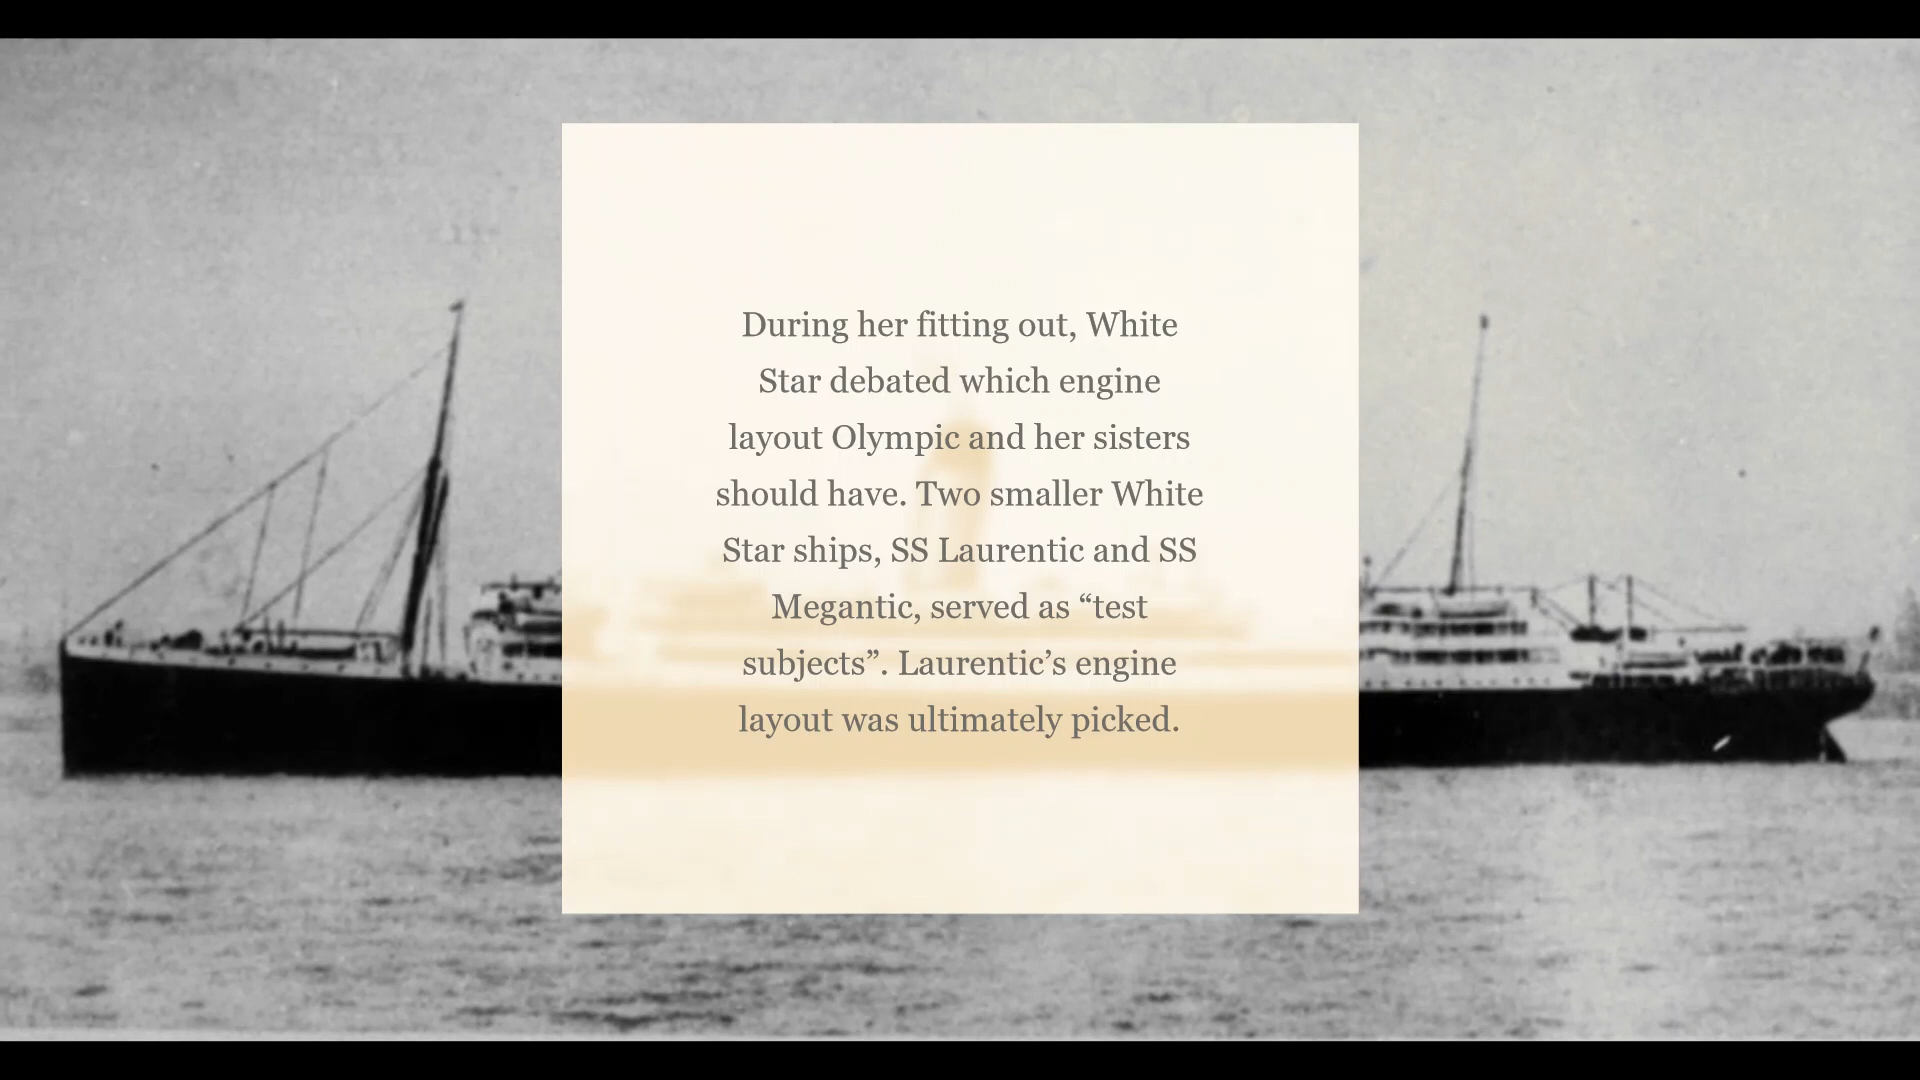 During her fitting out, White
Star debated which engine
layout Olympic and her sisters
should have. Two smaller White
Star ships, SS Laurentic and SS
Megantic, served as “test
subjects”. Laurentic’s engine
layout was ultimately picked.